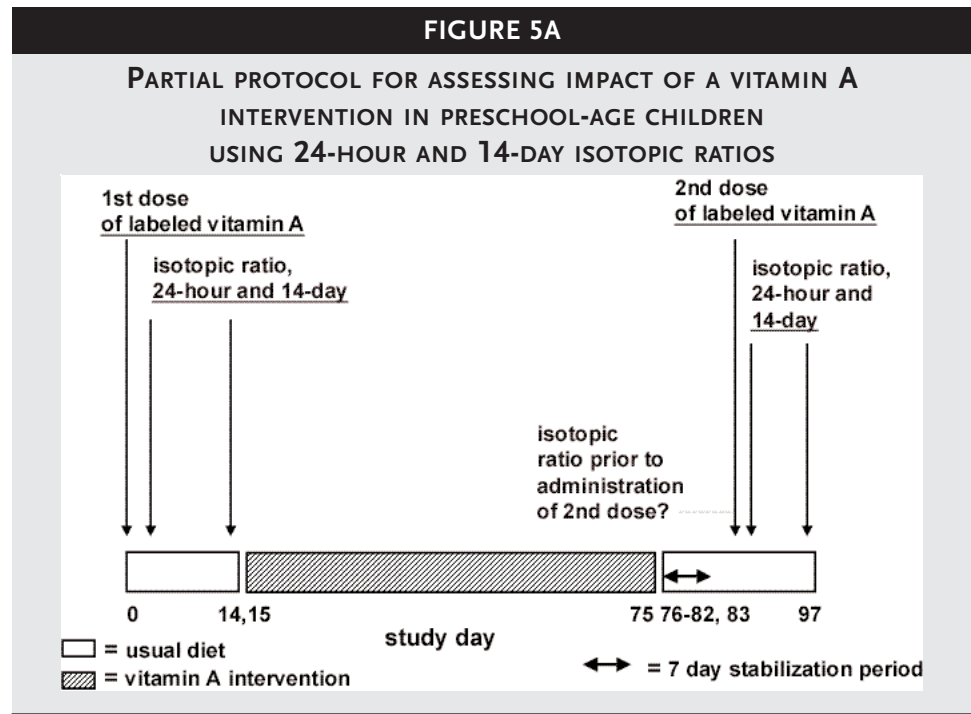 FIGURE 5A
PARTIAL PROTOCOL FOR ASSESSING IMPACT OF A VITAMIN A
INTERVENTION IN PRESCHOOL-AGE CHILDREN
USING 24-HOUR AND 14-DAY ISOTOPIC RATIOS
1st dose
of labeled vitamin A
isotopic ratio,
24-hour and 14-day
2nd dose
of labeled vitamin A
isotopic ratio,
24-hour and
14-day
isotopic
ratio prior to
administration
of 2nd dose?
0 14,15 75 76-82, 83 97
study day
= usual diet
= vitamin A intervention
= 7 day stabilization period